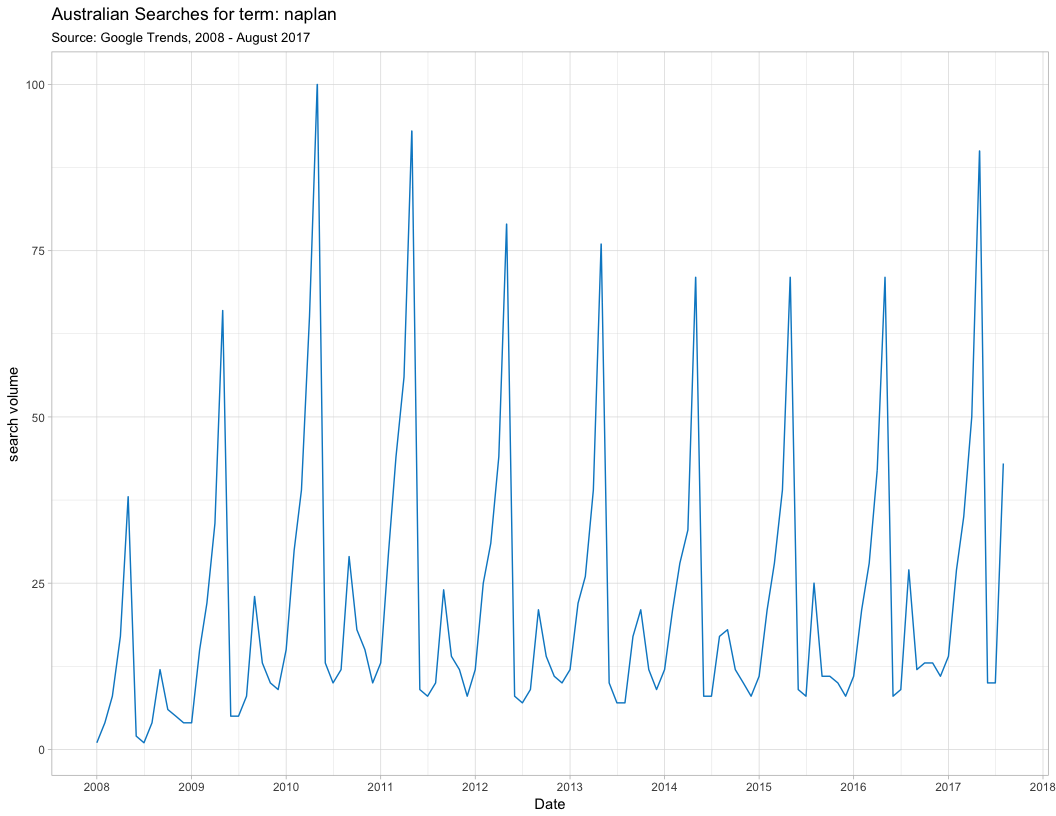 Australian Searches for term: naplan
Source: Google Trends, 2008 - August 2017
100
75
50
25
0
search volume
2008 2009 2010 2011 2012 2013 2014 2015 2016 2017 2018
Date